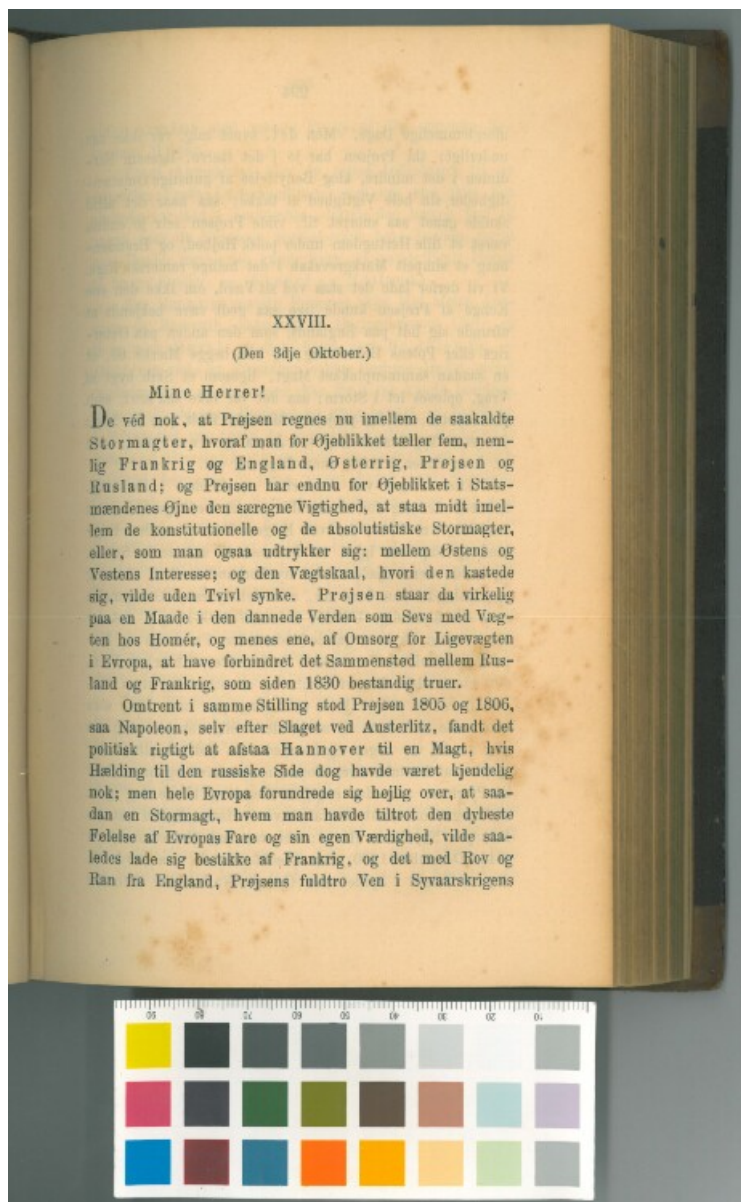 XXVIII.
(Den 3dje Oktober.)
Mine Herrer!
De véd nok, at Prøjsen regnes nu imellem de saakaldte
Stormagter, hvoraf man for Øjeblikket tæller fem, nem-
lig Frankrig og England, Østerrig, Prøjsen og
Rusland; og Prøjsen har endnu for Øjeblikket i Stats-
mændenes Øjne den særegne Vigtighed, at staa midt imel-
lem de konstitutionelle og de absolutistiske Stormagter,
eller, som man ogsaa udtrykker sig: mellem Østens og
Vestens Interesse; og den Vægtskaal, hvori den kastede
sig, vilde uden Tvivl synke. Prøjsen staar da virkelig
paa en Maade i den dannede Verden som Sevs med Væg-
ten hos Homér, og menes ene, af Omsorg for Ligevægten
i Evropa, at have forhindret det Sammenstød mellem Rus-
land og Frankrig, som siden 1830 bestandig truer.
Omtrent i samme Stilling stod Prøjsen 1805 og 1806,
saa Napoleon, selv efter Slaget ved Austerlitz, fandt det
politisk rigtigt at afstaa Hannover til en Magt, hvis
Hælding til den russiske Side dog havde været kjendelig
nok; men hele Evropa forundrede sig højlig over, at saa-
dan en Stormagt, hvem man havde tiltrot den dybeste
Følelse af Evropas Fare og sin egen Værdighed, vilde saa-
ledes lade sig bestikke af Frankrig, og det med Rov og
Ran fra England, Prøjsens fuldtro Ven i Syvaarskrigens
90 80 70 60 50 40 30 20 10